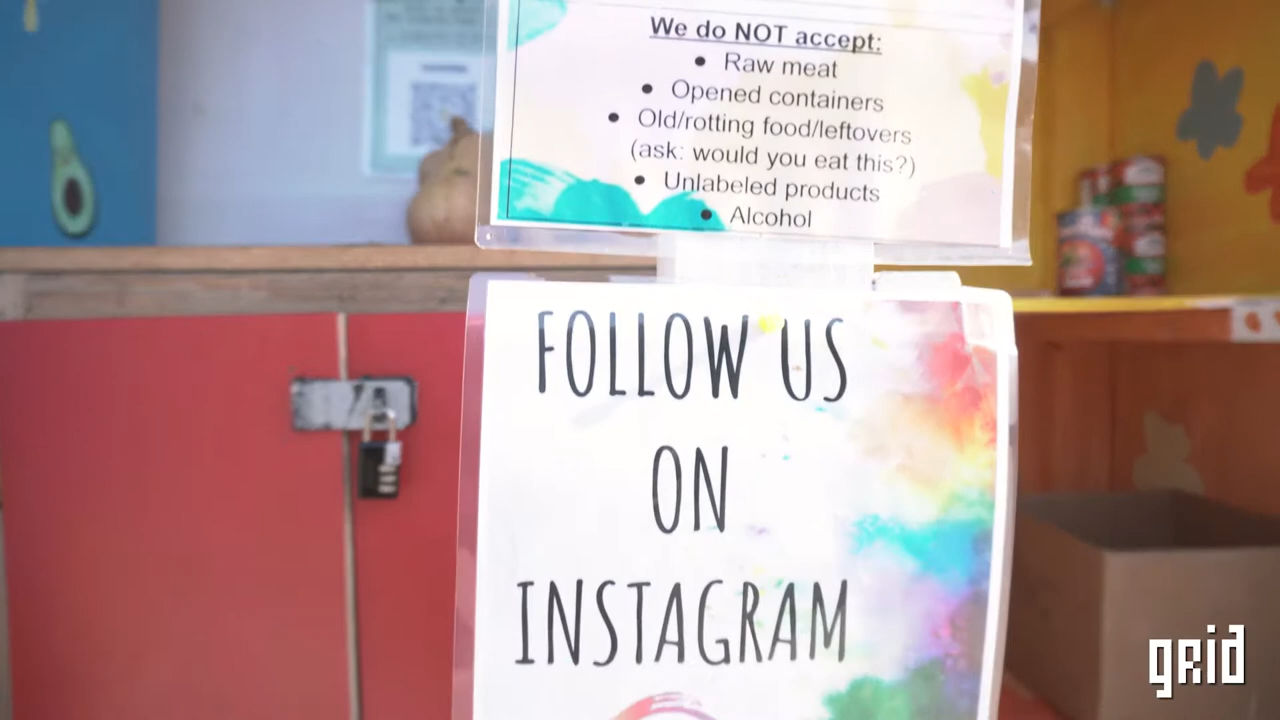 We do NOT accept:
• Raw meat
• Opened containers
• Old/rotting food/leftovers
(ask: would you eat this?)
• Unlabeled products
• Alcohol
FOLLOW US
ON
INSTAGRAM
grid